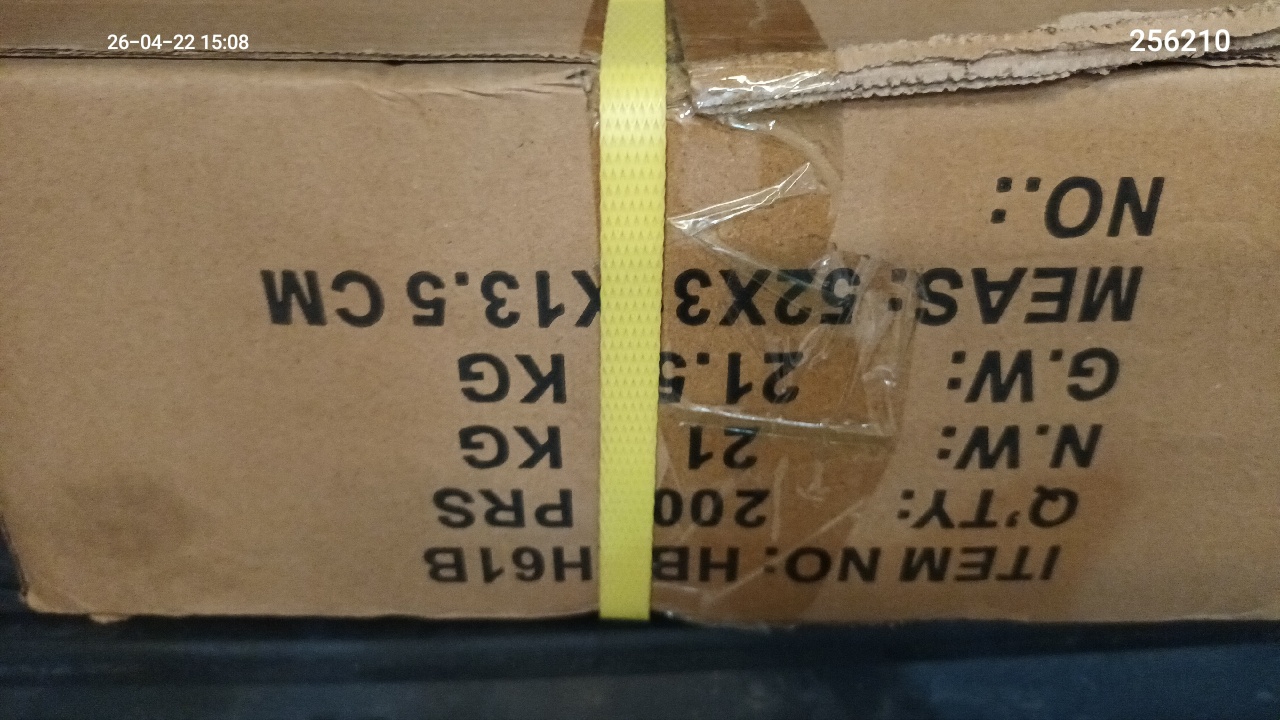 26-04-22 15:08
256210
ITEM NO: HB H61B
Q'TY: 200 PRS
N.W: 21 KG
G.W: 21.5 KG
MEAS: 52X3 X13.5 CM
NO.: